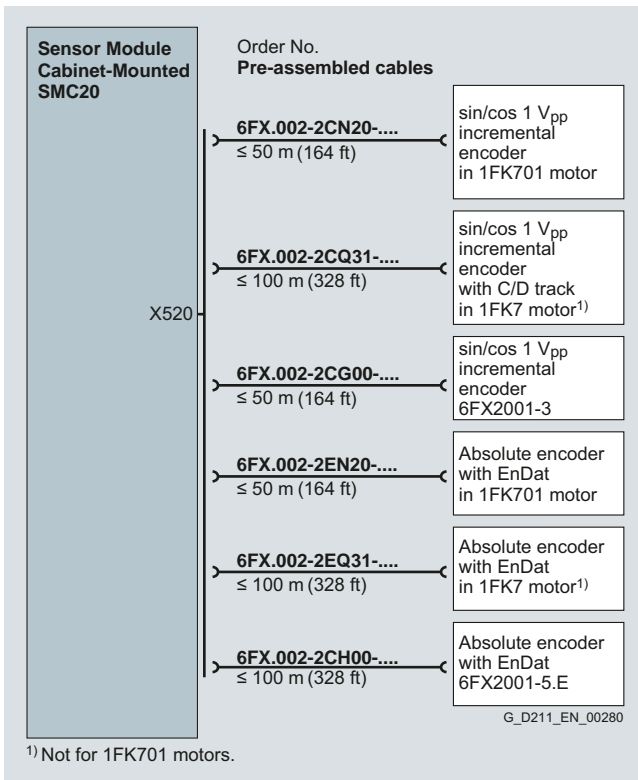 Sensor Module
Cabinet-Mounted
SMC20
Order No.
Pre-assembled cables
6FX.002-2CN20-....
≤ 50 m (164 ft)
sin/cos 1 Vpp
incremental
encoder
in 1FK701 motor
6FX.002-2CQ31-....
≤ 100 m (328 ft)
sin/cos 1 Vpp
incremental
encoder
with C/D track
in 1FK7 motor1)
X520
6FX.002-2CG00-....
≤ 50 m (164 ft)
sin/cos 1 Vpp
incremental
encoder
6FX2001-3
6FX.002-2EN20-....
≤ 50 m (164 ft)
Absolute encoder
with EnDat
in 1FK701 motor
6FX.002-2EQ31-....
≤ 100 m (328 ft)
Absolute encoder
with EnDat
in 1FK7 motor1)
6FX.002-2CH00-....
≤ 100 m (328 ft)
Absolute encoder
with EnDat
6FX2001-5.E
G_D211_EN_00280
1) Not for 1FK701 motors.